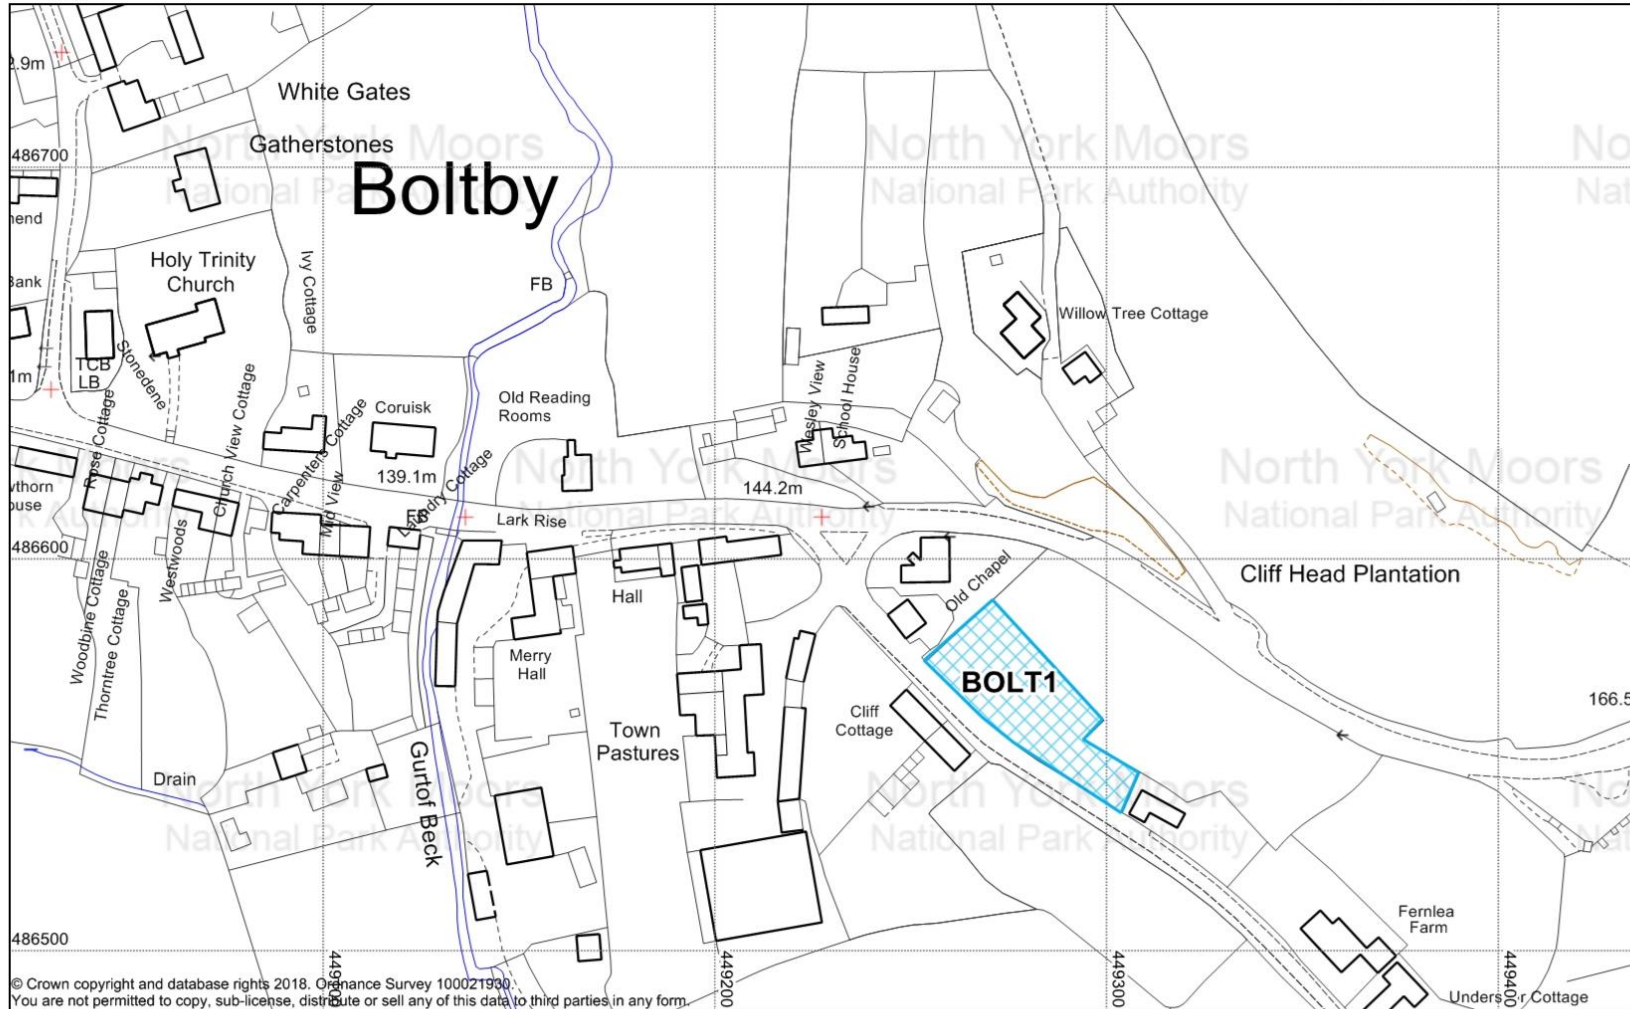 2.9m
White Gates
Gatherstones
Boltby
North York Moors
National Park Authority
North York Moors
National Park Authority
486700
Holy Trinity
Church
Ivy Cottage
FB
Willow Tree Cottage
TCB
LB
Stonedene
Rose Cottage
Church View Cottage
Carpenters Cottage
Mid View
Coruisk
139.1m
Laundry Cottage
Old Reading
Rooms
Wesley View
School House
144.2m
Lark Rise
North York Moors
National Park Authority
North York Moors
National Park Authority
486600
Woodbine Cottage
Thorntree Cottage
Westwoods
Hall
Merry
Hall
Old Chapel
Cliff Head Plantation
BOLT1
Cliff
Cottage
Town
Pastures
166.5
Drain
Gurtof Beck
North York Moors
National Park Authority
North York Moors
National Park Authority
Fernlea
Farm
486500
449200
449300
449400
© Crown copyright and database rights 2018. Ordnance Survey 100021930.
You are not permitted to copy, sub-license, distribute or sell any of this data to third parties in any form.
Cottage